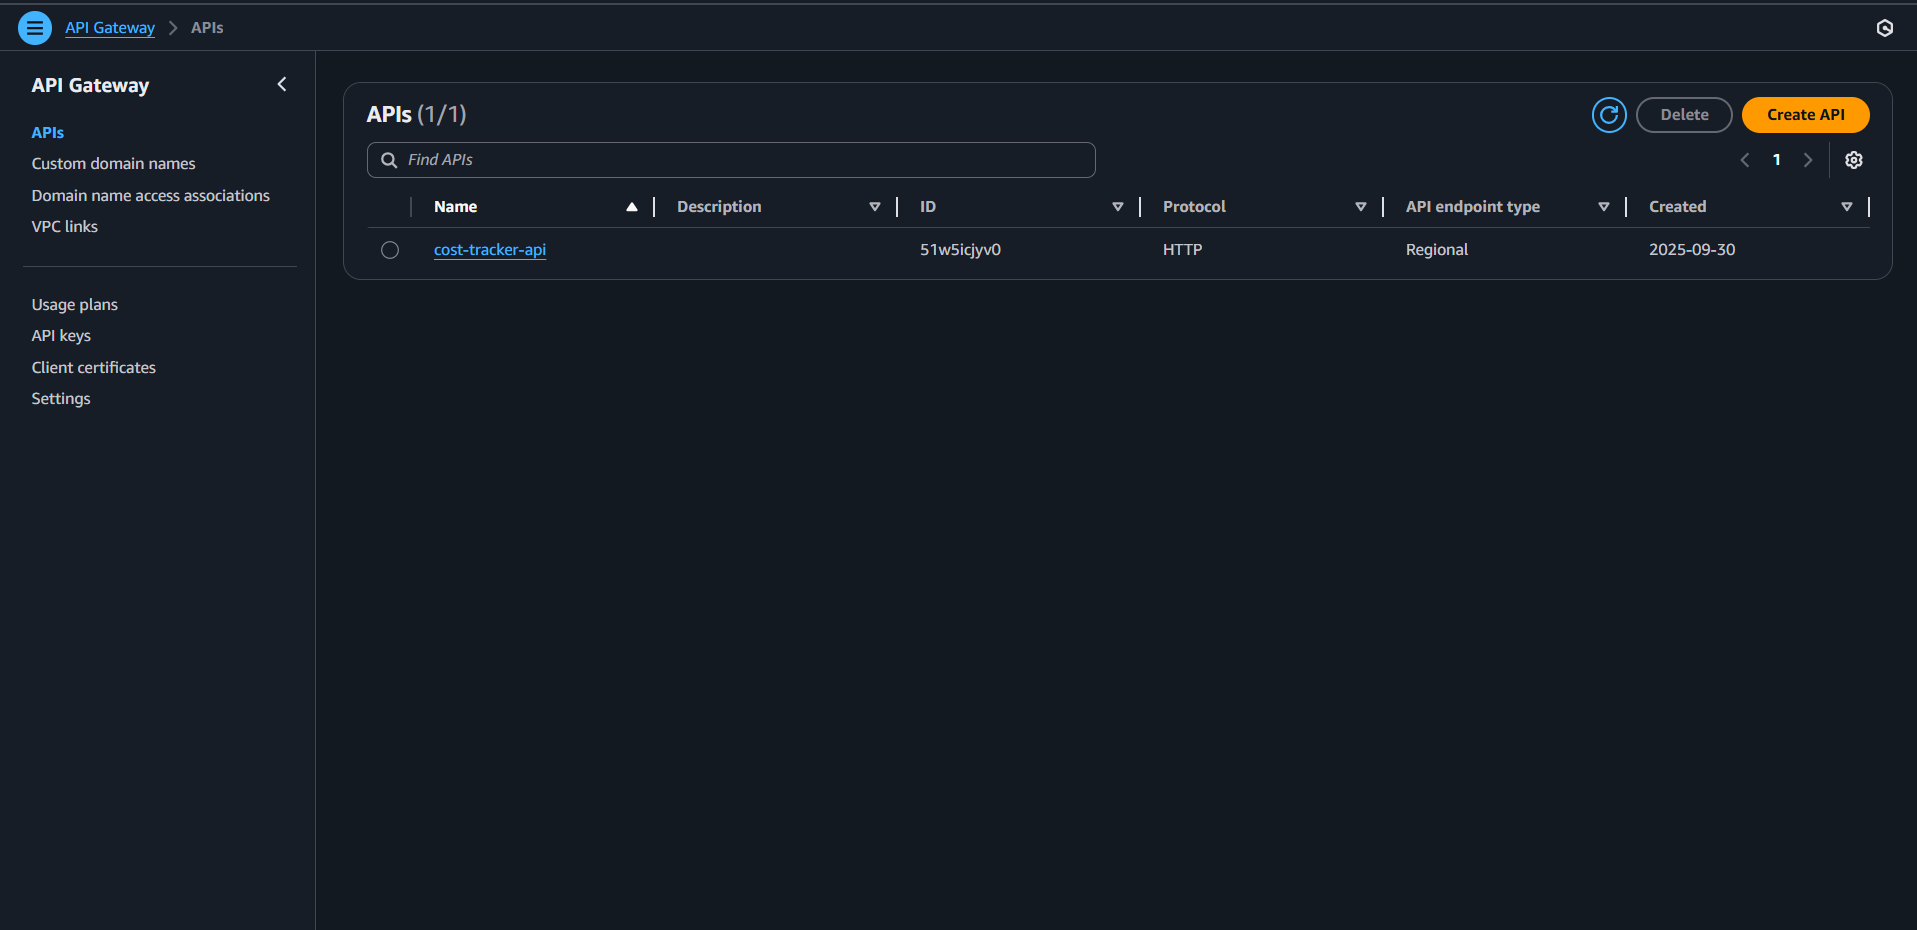 API Gateway > APIs
API Gateway
APIs
Custom domain names
Domain name access associations
VPC links
Usage plans
API keys
Client certificates
Settings
APIs (1/1)
Delete
Create API
Find APIs
1
Name Description ID Protocol API endpoint type Created
cost-tracker-api 51w5icjyv0 HTTP Regional 2025-09-30